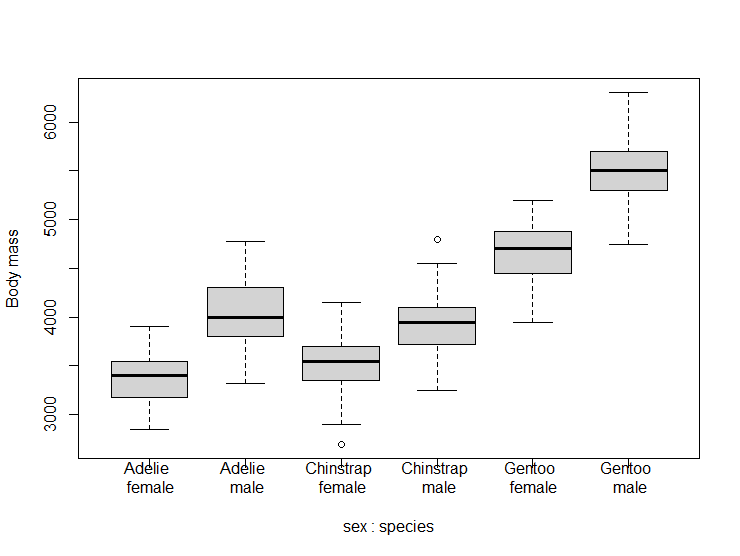 Body mass
6000
5000
4000
3000
Adelie female
Adelie male
Chinstrap female
Chinstrap male
Gentoo female
Gentoo male
sex : species